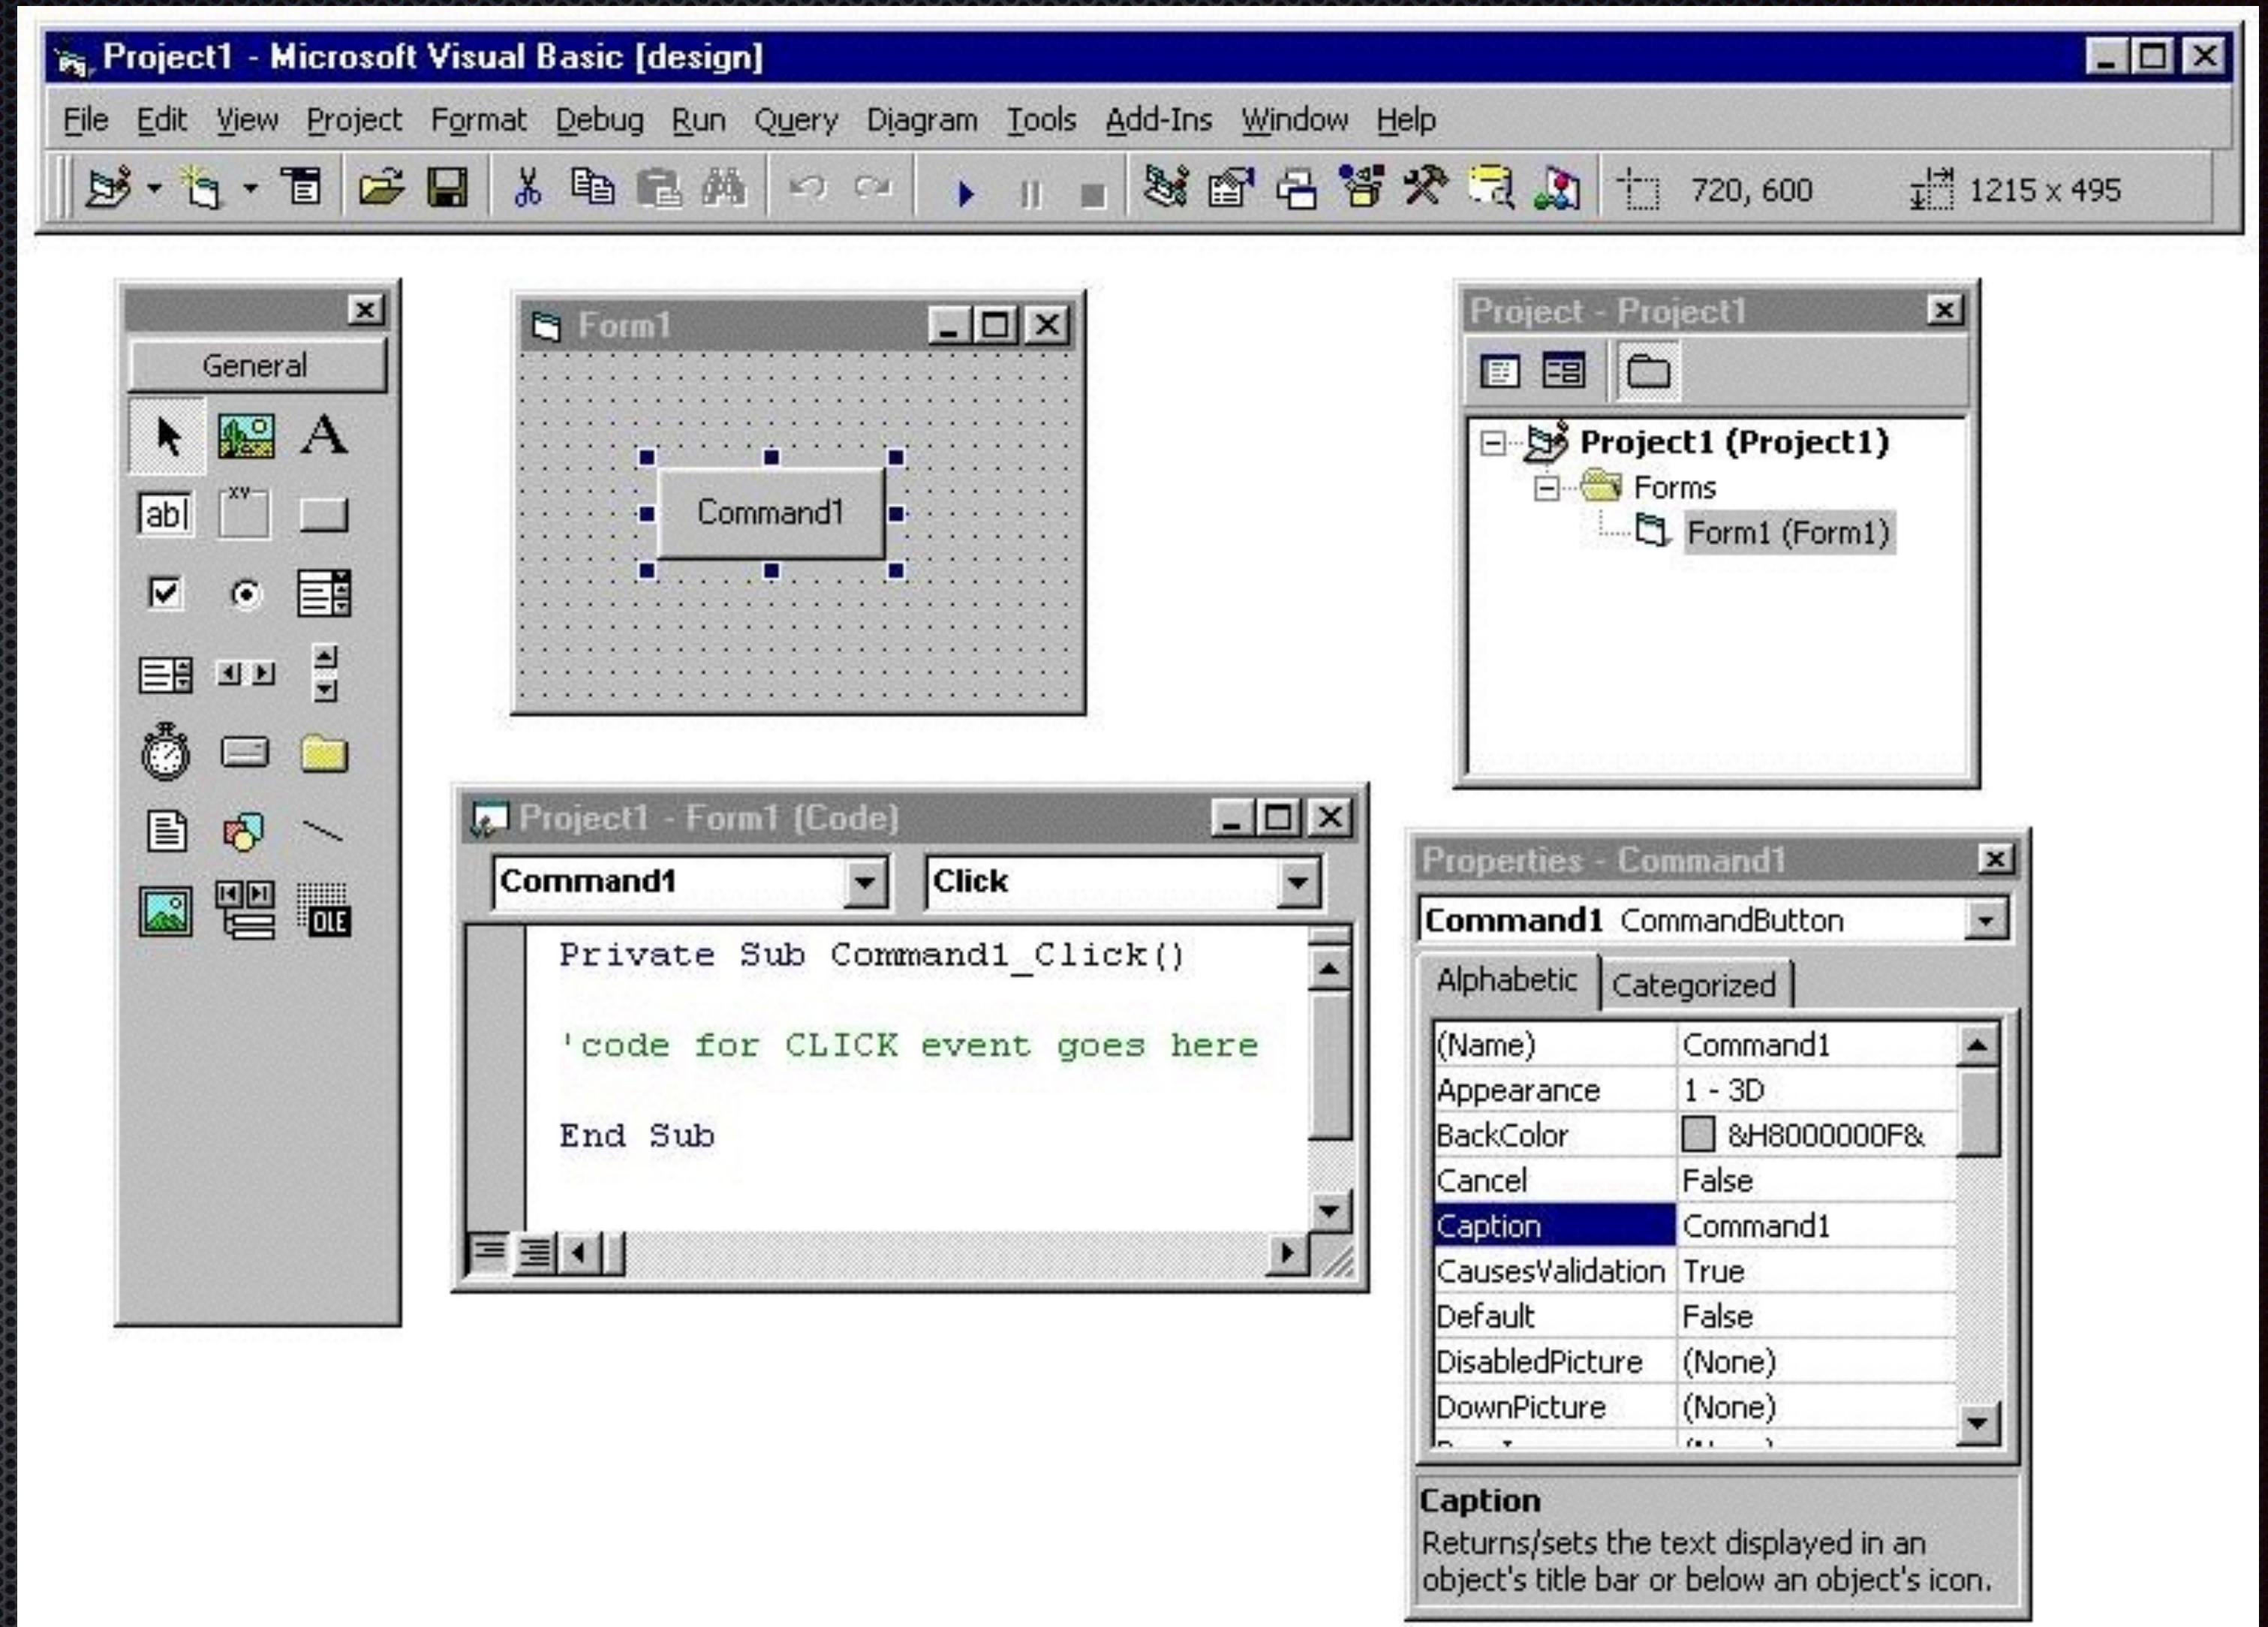 Project1 - Microsoft Visual Basic [design]
File Edit View Project Format Debug Run Query Diagram Tools Add-Ins Window Help
720, 600 1215 x 495
General
A
ab|
xy
OLE
Form1
Command1
Project - Project1
Project1 (Project1)
Forms
Form1 (Form1)
Project1 - Form1 (Code)
Command1 Click
Private Sub Command1_Click()
'code for CLICK event goes here
End Sub
Properties - Command1
Command1 CommandButton
Alphabetic Categorized
(Name) Command1
Appearance 1 - 3D
BackColor &H8000000F&
Cancel False
Caption Command1
CausesValidation True
Default False
DisabledPicture (None)
DownPicture (None)
Caption
Returns/sets the text displayed in an
object's title bar or below an object's icon.